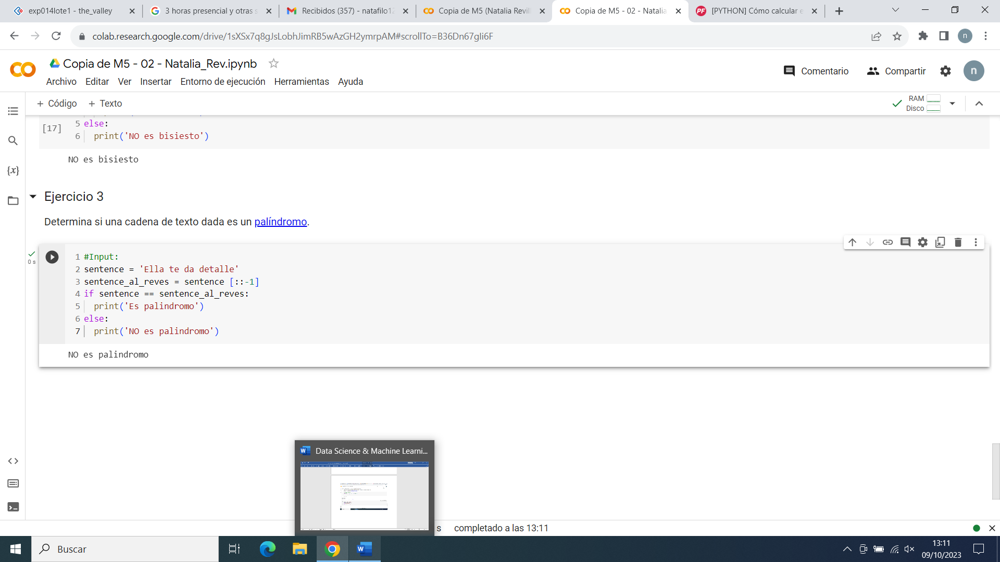 exp014lote1 - the_valley
3 horas presencial y otras s
Recibidos (357) - natafilo12
Copia de M5 (Natalia Revil
Copia de M5 - 02 - Natalia
[PYTHON] Cómo calcular e
colab.research.google.com/drive/1sXSx7q8gJsLobhJimRB5wAzGH2ymrpAM#scrollTo=B36Dn67gIi6F
n
Copia de M5 - 02 - Natalia_Rev.ipynb
Comentario
Compartir
n
Archivo Editar Ver Insertar Entorno de ejecución Herramientas Ayuda
+ Código + Texto
RAM
Disco
[17]
5 else:
6 print('NO es bisiesto')
NO es bisiesto
{x}
Ejercicio 3
Determina si una cadena de texto dada es un palíndromo.
0 s
1 #Input:
2 sentence = 'Ella te da detalle'
3 sentence_al_reves = sentence [::-1]
4 if sentence == sentence_al_reves:
5 print('Es palindromo')
6 else:
7 print('NO es palindromo')
NO es palindromo
Data Science & Machine Learni...
s completado a las 13:11
Buscar
13:11
09/10/2023